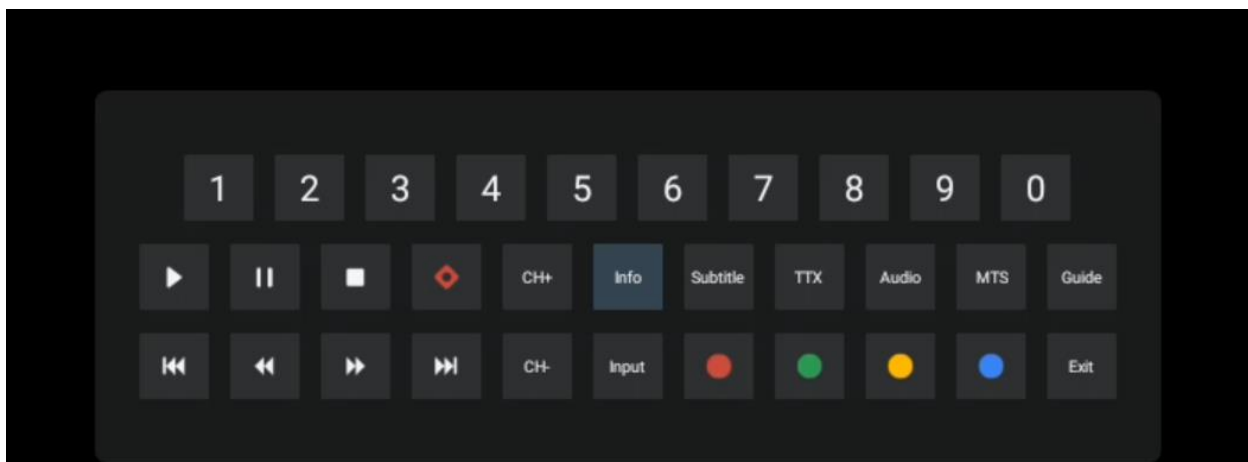 1 2 3 4 5 6 7 8 9 0
CH+ Info Subtitle TTX Audio MTS Guide
CH- Input Exit